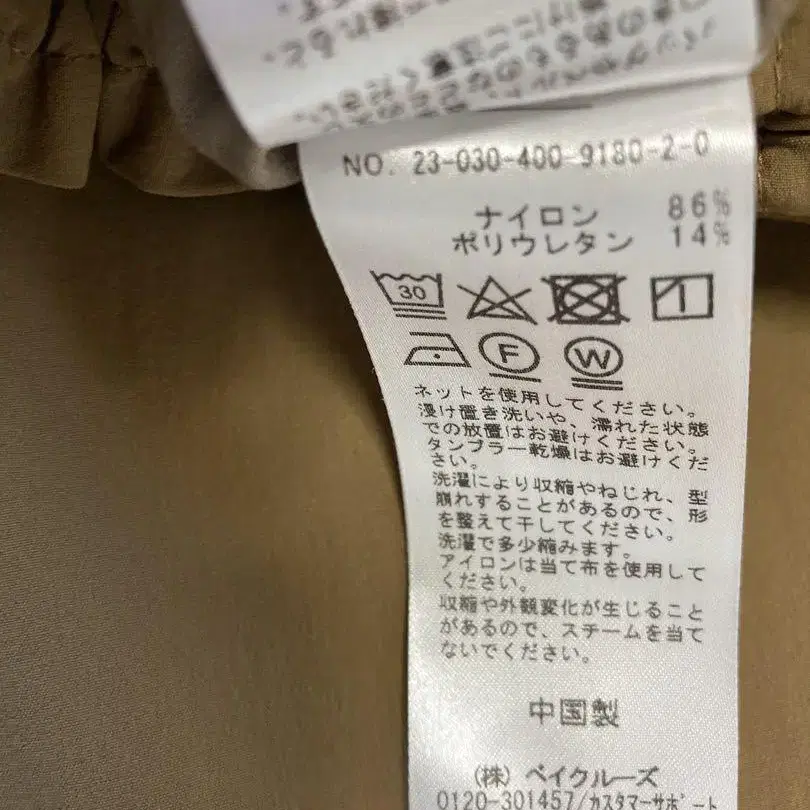 バッグやベルト、
NO. 23-030-400-9180-2-0
ナイロン 86%
ポリウレタン 14%
30
F W
ネットを使用してください。
浸け置き洗いや、濡れた状態
での放置はお避けください。
タンブラー乾燥はお避けくだ
さい。
洗濯により収縮やねじれ、型
崩れすることがあるので、形
を整えて干してください。
洗濯で多少縮みます。
アイロンは当て布を使用して
ください。
収縮や外観変化が生じること
があるので、スチームを当て
ないでください。
中国製
(株)ベイクルーズ
0120-301457/カスタマーサポート